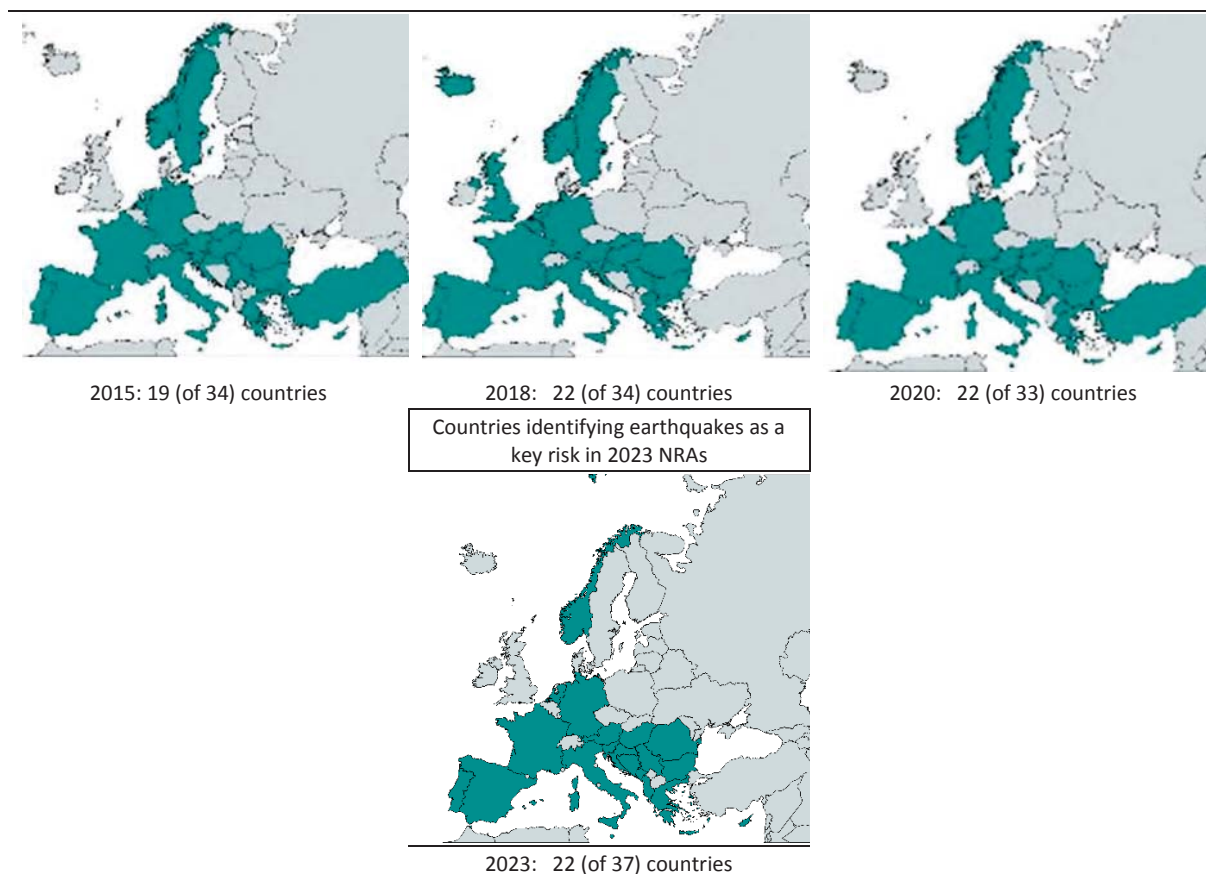 2015: 19 (of 34) countries
2018: 22 (of 34) countries
2020: 22 (of 33) countries
Countries identifying earthquakes as a
key risk in 2023 NRAs
2023: 22 (of 37) countries